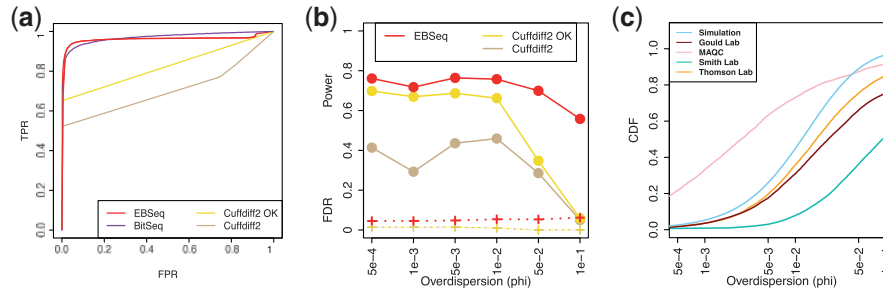 (a)
TPR
0 0.2 0.4 0.6 0.8 1
EBSeq
BitSeq
Cuffdiff2 OK
Cuffdiff2
0.0 0.2 0.4 0.6 0.8 1
FPR
(b)
FDR Power
0 0.2 0.4 0.6 0.8 1
EBSeq
Cuffdiff2 OK
Cuffdiff2
5e-4 1e-3 5e-3 1e-2 5e-2 1e-1
Overdispersion (phi)
(c)
CDF
0.0 0.2 0.4 0.6 0.8 1.0
Simulation
Gould Lab
MAQC
Smith Lab
Thomson Lab
5e-4 1e-3 5e-3 1e-2 5e-2 1e-1
Overdispersion (phi)